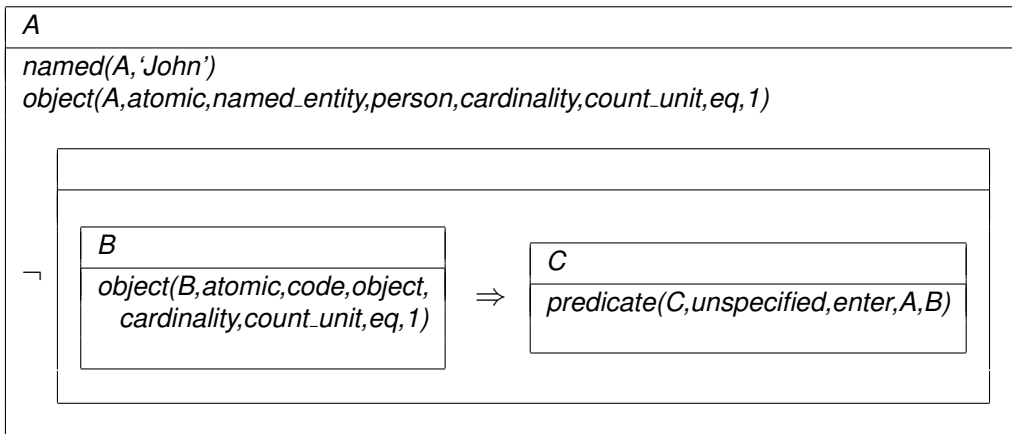 A
named(A,‘John’)
object(A,atomic,named_entity,person,cardinality,count_unit,eq,1)
¬
B
object(B,atomic,code,object,
cardinality,count_unit,eq,1)
⇒
C
predicate(C,unspecified,enter,A,B)